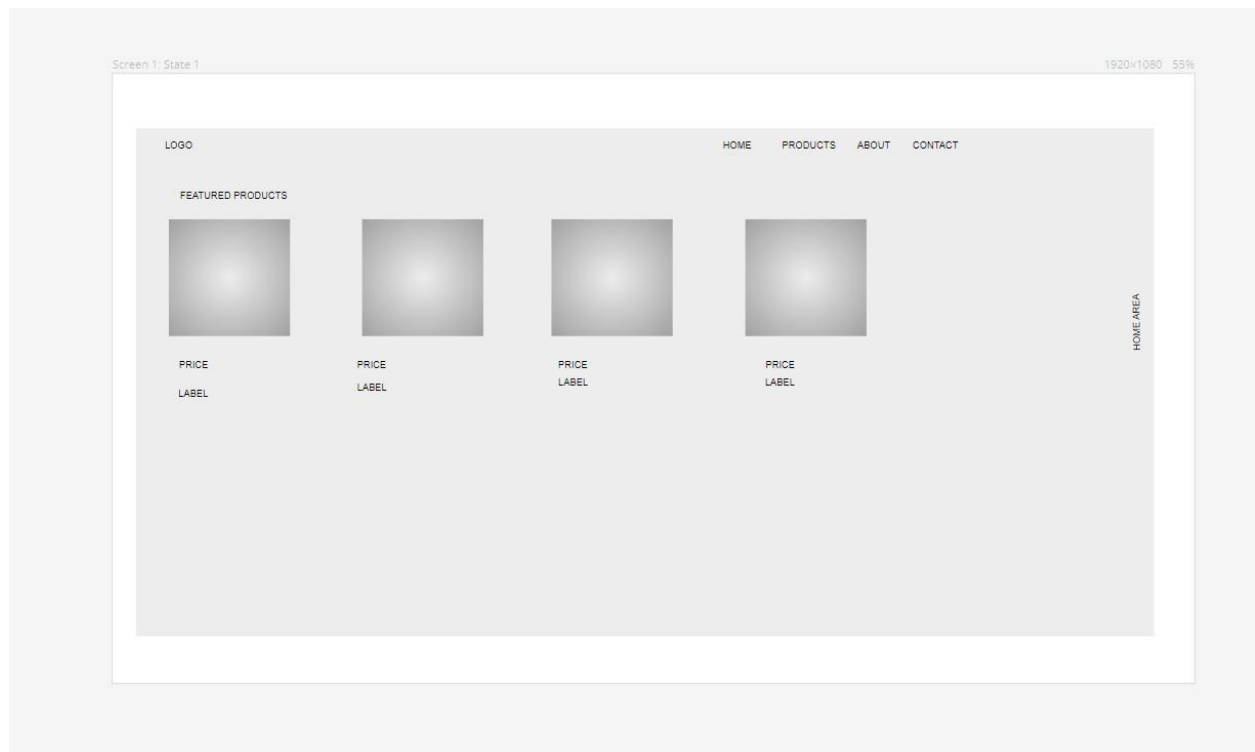 Screen 1: State 1
1920×1080 55%
LOGO
HOME PRODUCTS ABOUT CONTACT
FEATURED PRODUCTS
PRICE PRICE PRICE PRICE
LABEL LABEL LABEL LABEL
HOME AREA